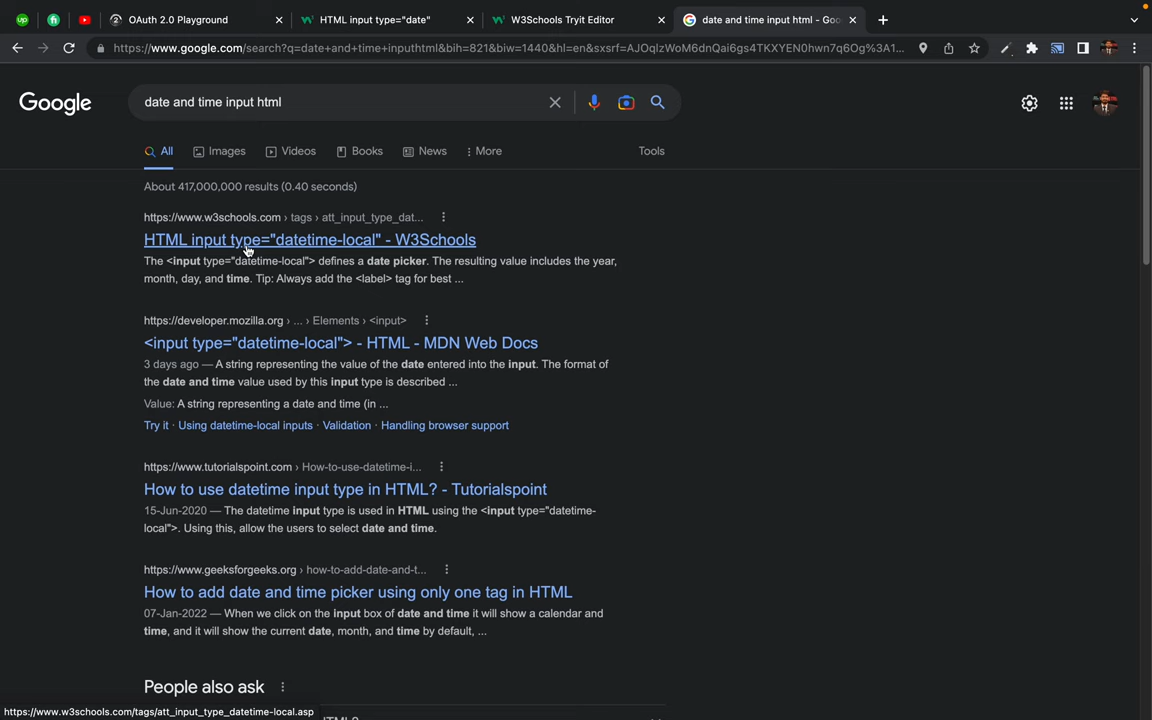 OAuth 2.0 Playground
HTML input type="date"
W3Schools Tryit Editor
date and time input html - Goo
https://www.google.com/search?q=date+and+time+inputhtml&bih=821&biw=1440&hl=en&sxsrf=AJOqlzWoM6dnQai6gs4TKXYEN0hwn7q6Og%3A1...
Google
date and time input html
All
Images
Videos
Books
News
More
Tools
About 417,000,000 results (0.40 seconds)
https://www.w3schools.com › tags › att_input_type_dat...
HTML input type="datetime-local" - W3Schools
The <input type="datetime-local"> defines a date picker. The resulting value includes the year,
month, day, and time. Tip: Always add the <label> tag for best ...
https://developer.mozilla.org › ... › Elements › <input>
<input type="datetime-local"> - HTML - MDN Web Docs
3 days ago — A string representing the value of the date entered into the input. The format of
the date and time value used by this input type is described ...
Value: A string representing a date and time (in ...
Try it · Using datetime-local inputs · Validation · Handling browser support
https://www.tutorialspoint.com › How-to-use-datetime-i...
How to use datetime input type in HTML? - Tutorialspoint
15-Jun-2020 — The datetime input type is used in HTML using the <input type="datetime-
local">. Using this, allow the users to select date and time.
https://www.geeksforgeeks.org › how-to-add-date-and-t...
How to add date and time picker using only one tag in HTML
07-Jan-2022 — When we click on the input box of date and time it will show a calendar and
time, and it will show the current date, month, and time by default, ...
People also ask
https://www.w3schools.com/tags/att_input_type_datetime-local.asp